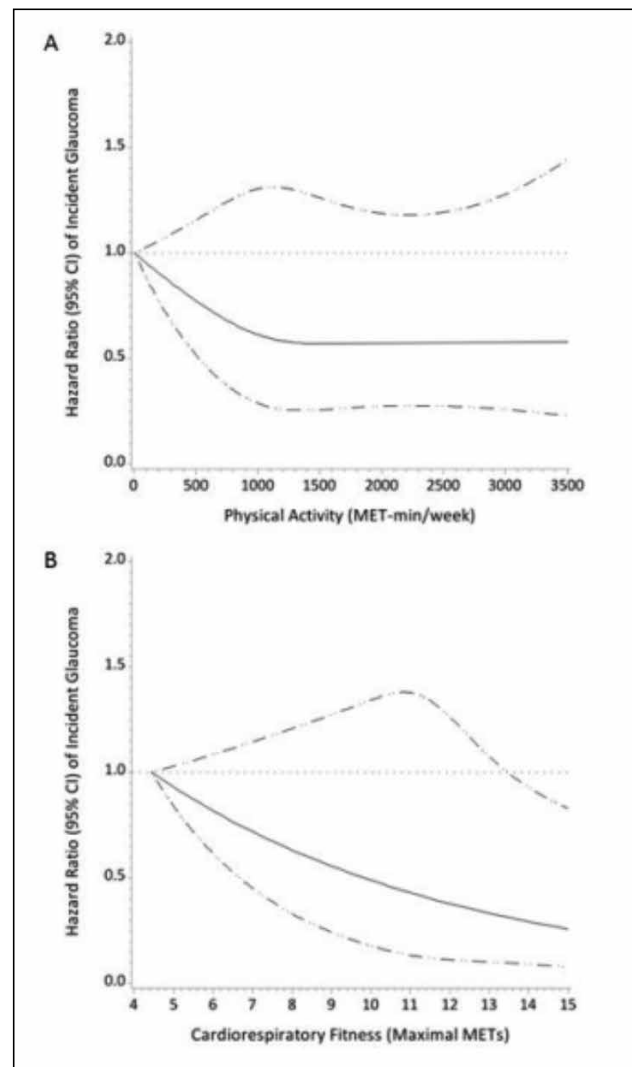 A
Hazard Ratio (95% CI) of Incident Glaucoma
2.0
1.5
1.0
0.5
0.0
0 500 1000 1500 2000 2500 3000 3500
Physical Activity (MET-min/week)
B
Hazard Ratio (95% CI) of Incident Glaucoma
2.0
1.5
1.0
0.5
0.0
4 5 6 7 8 9 10 11 12 13 14 15
Cardiorespiratory Fitness (Maximal METs)